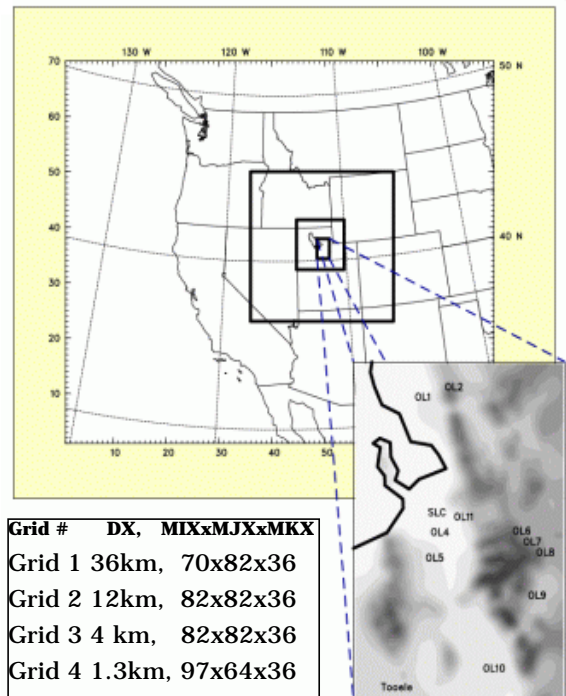 130 W 120 W 110 W 100 W
70 50 N
60
50
40 40 N
30
20
10
10 20 30 40 50
OL1 OL2
SLC OL11
OL4 OL6
OL7
OL5 OL8
OL9
OL10
Tooele
Grid # DX, MIXxMJXxMKX
Grid 1 36km, 70x82x36
Grid 2 12km, 82x82x36
Grid 3 4 km, 82x82x36
Grid 4 1.3km, 97x64x36